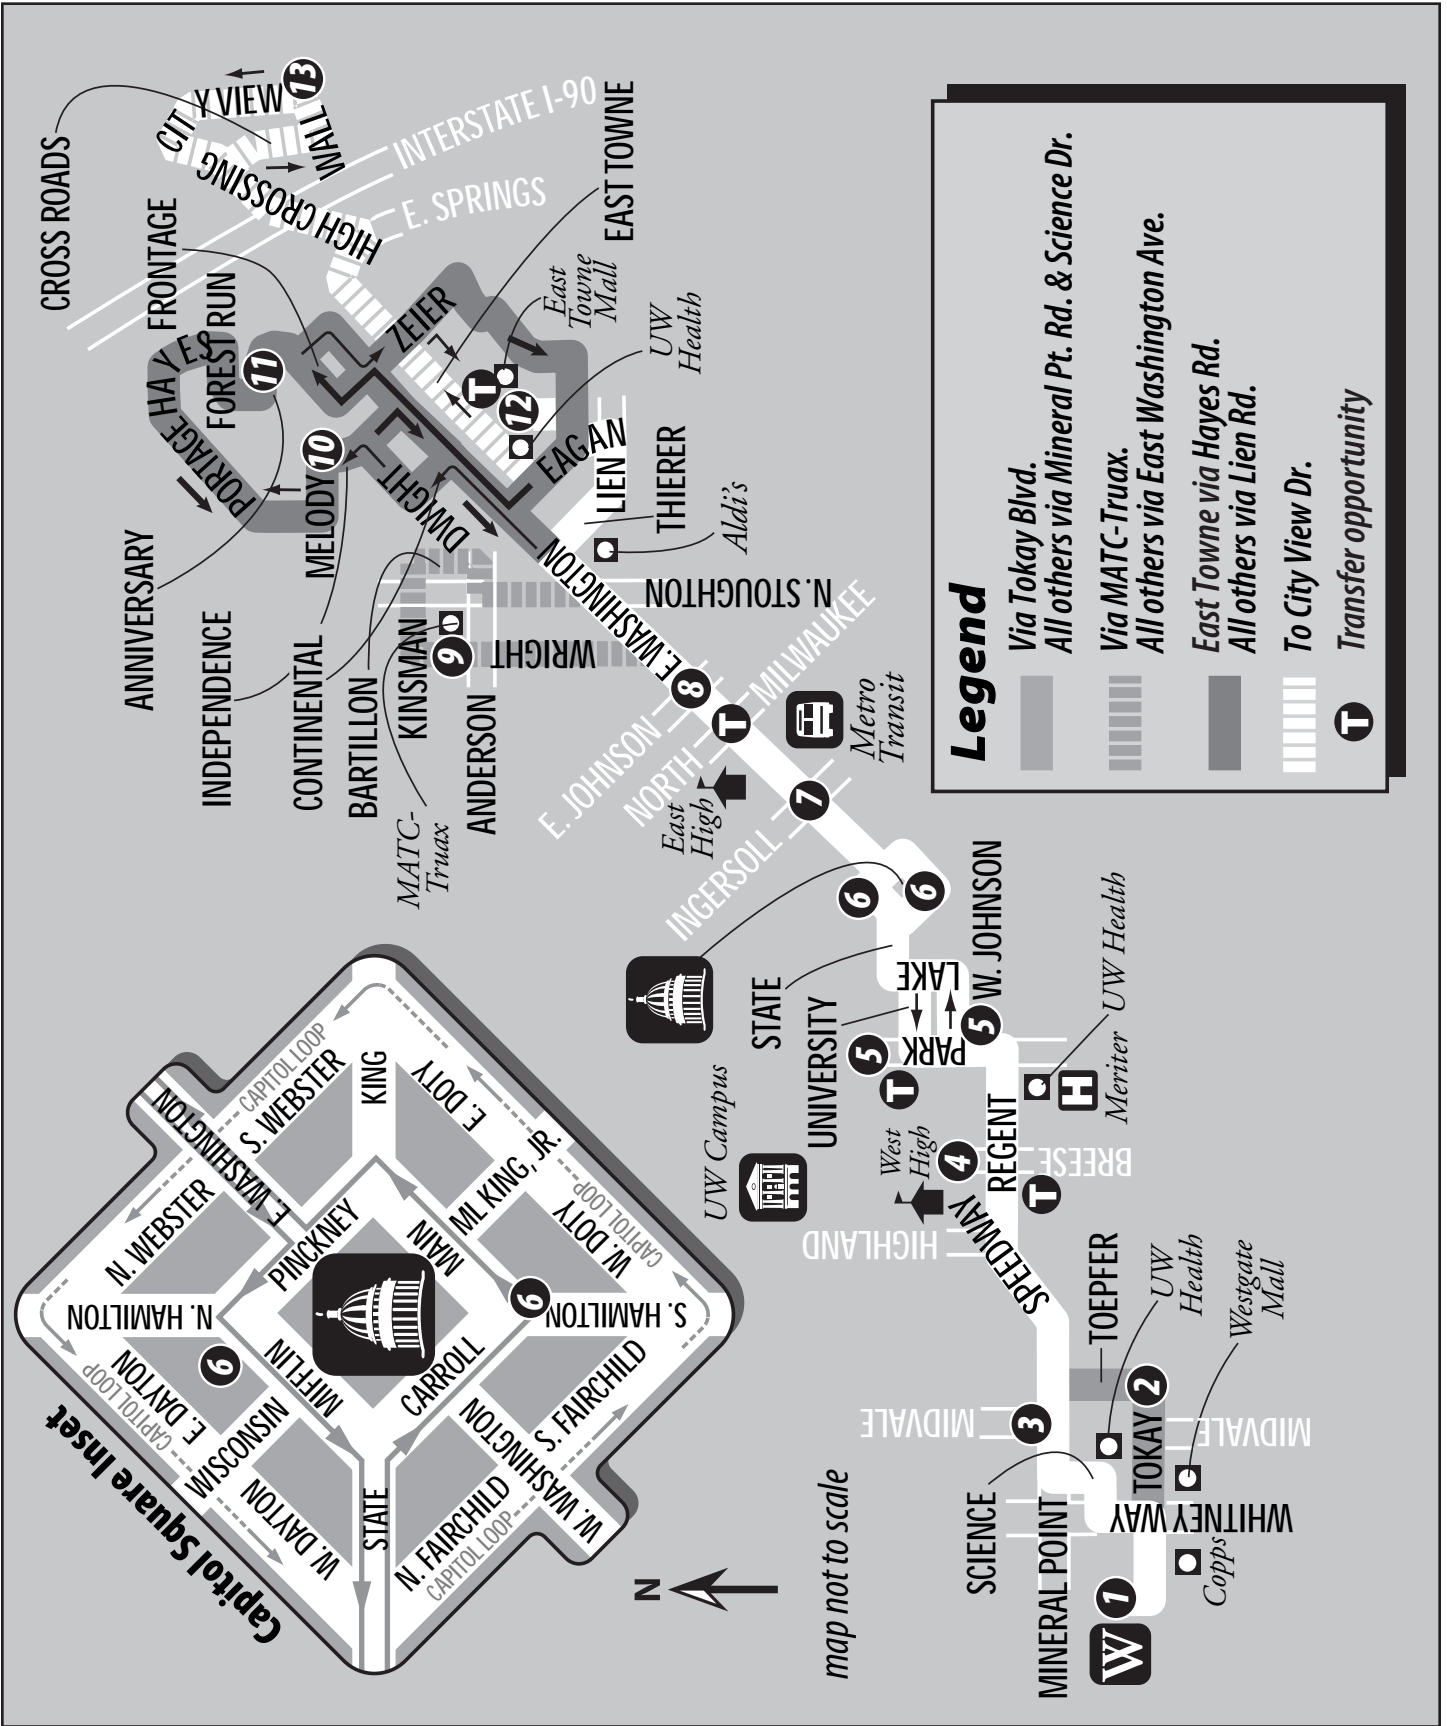 Capitol Square Inset
CAPITOL LOOP
E. WASHINGTON
S. WEBSTER
KING
E. DOTY
N. WEBSTER
PINCKNEY
MAIN
ML KING, JR.
W. DOTY
CAPITOL LOOP
N. HAMILTON
6
6
S. HAMILTON
E. DAYTON
CAPITOL LOOP
MIFFLIN
CARROLL
WISCONSIN
W. DAYTON
STATE
W. WASHINGTON
S. FAIRCHILD
N. FAIRCHILD
CAPITOL LOOP
N
map not to scale
CROSS ROADS
CITY VIEW
13
WALL
HIGH CROSSING
INTERSTATE I-90
E. SPRINGS
FRONTAGE
FOREST RUN
HAYES
PORTAGE
11
ZEIER
EAST TOWNE
East
Towne
Mall
UW
Health
T
12
EAGAN
LIEN
THIERER
Aldi's
ANNIVERSARY
MELODY
10
DWIGHT
INDEPENDENCE
CONTINENTAL
BARTILLON
KINSMAN
ANDERSON
MATC-
Truax
9
WRIGHT
N. STOUGHTON
E. WASHINGTON
8
T
MILWAUKEE
E. JOHNSON
NORTH
East
High
Metro
Transit
7
INGERSOLL
6
6
STATE
UNIVERSITY
LAKE
W. JOHNSON
5
5
PARK
T
UW Campus
UW Health
H
Meriter
West
High
4
REGENT
BREESE
T
HIGHLAND
SPEEDWAY
TOEPFER
UW
Health
Westgate
Mall
MIDVALE
3
2
MIDVALE
TOKAY
SCIENCE
MINERAL POINT
WHITNEY WAY
Copps
1
W
Legend
Via Tokay Blvd.
All others via Mineral Pt. Rd. & Science Dr.
Via MATC-Truax.
All others via East Washington Ave.
East Towne via Hayes Rd.
All others via Lien Rd.
To City View Dr.
T
Transfer opportunity